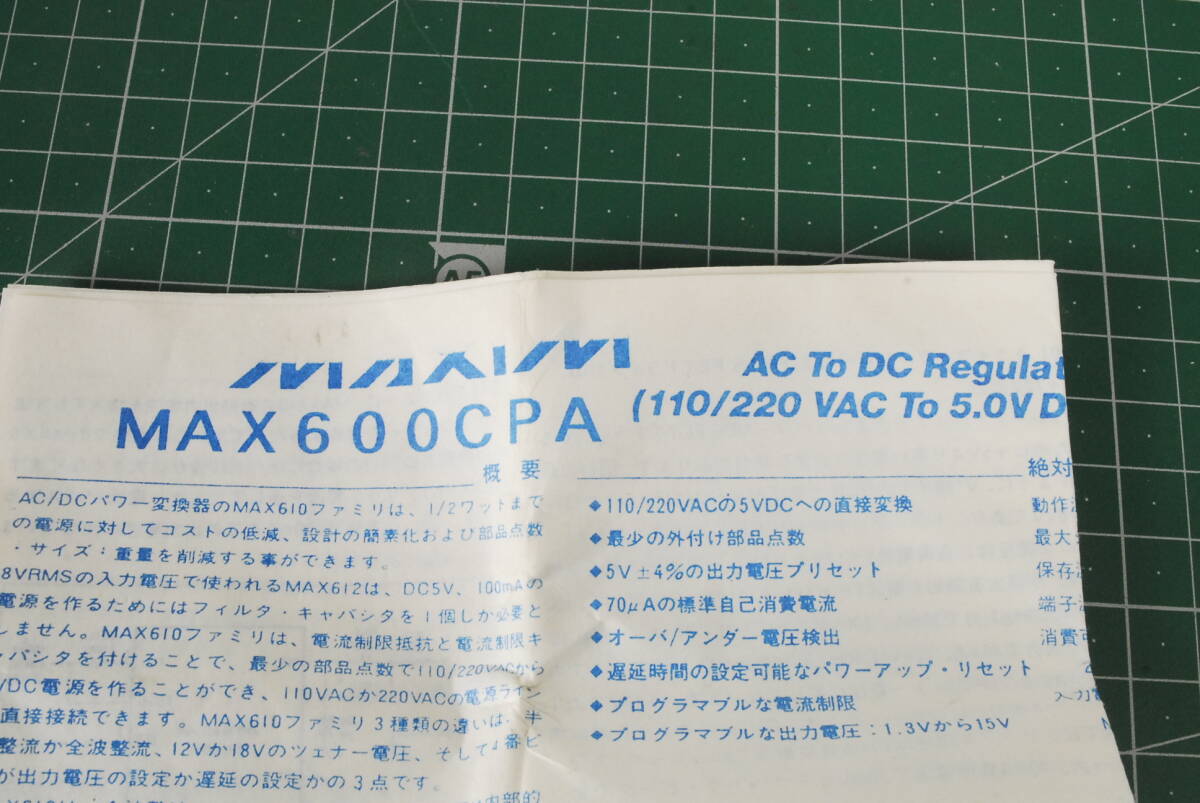 MAXIM
MAX600CPA
AC To DC Regulat
(110/220 VAC To 5.0V D
概要
AC/DCパワー変換器のMAX610ファミリは、1/2ワットまで
の電源に対してコストの低減、設計の簡素化および部品点数
・サイズ：重量を削減する事ができます。
8VRMSの入力電圧で使われるMAX612は、DC5V、100mAの
電源を作るためにはフィルタ・キャパシタを1個しか必要と
しません。MAX610ファミリは、電流制限抵抗と電流制限キ
パシタを付けることで、最少の部品点数で110/220VACから
/DC電源を作ることができ、110VACか220VACの電源ライン
直接接続できます。MAX610ファミリ3種類の違いは、半
整流か全波整流、12Vか18Vのツェナー電圧、そして4番ピ
が出力電圧の設定か遅延の設定かの3点です。
内部的
◆110/220VACの5VDCへの直接変換
◆最少の外付け部品点数
◆5V±4%の出力電圧プリセット
◆70μAの標準自己消費電流
◆オーバ/アンダー電圧検出
◆遅延時間の設定可能なパワーアップ・リセット
◆プログラマブルな電流制限
◆プログラマブルな出力電圧：1.3Vから15V
絶対
動作
最大
保存
端子
消費
入力